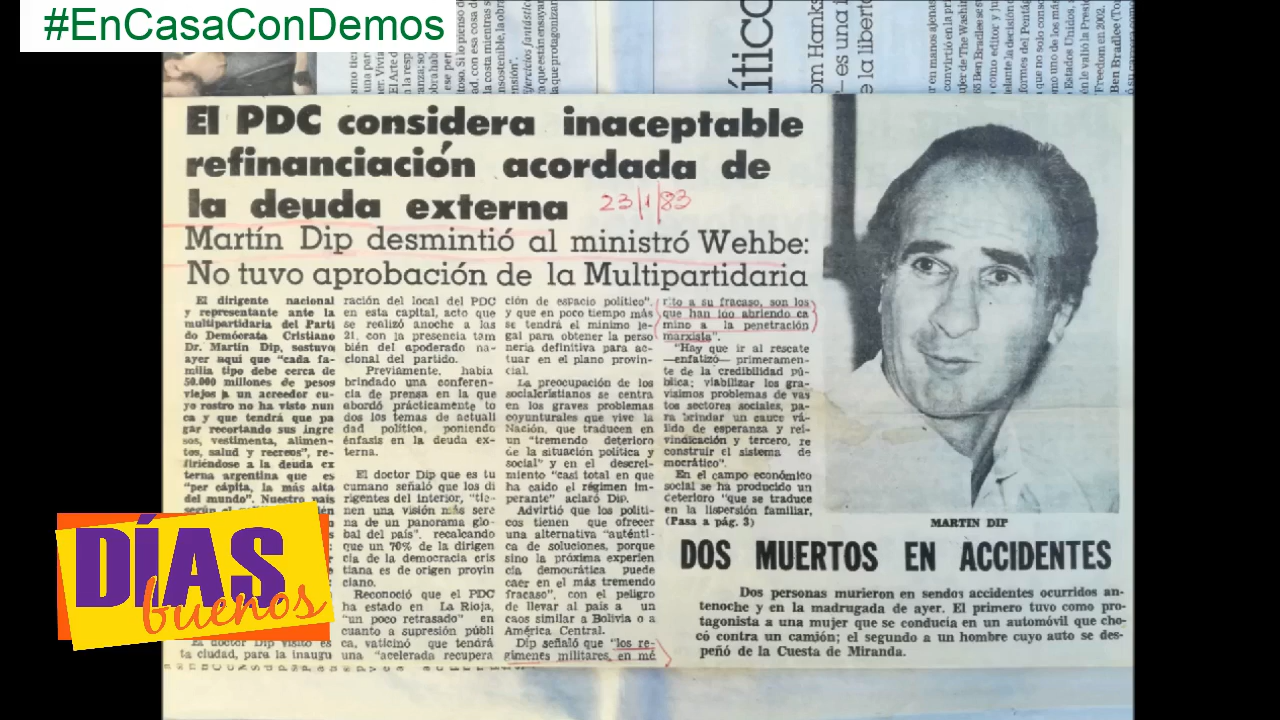 #EnCasaConDemos
El PDC considera inaceptable
refinanciación acordada de
la deuda externa
23/1/83
Martín Dip desmintió al ministró Wehbe:
No tuvo aprobación de la Multipartidaria
El dirigente nacional
y representante ante la
multipartidaria del Parti
do Demócrata Cristiano
Dr. Martín Dip, sostuvo
ayer aquí que "cada fa-
milia tipo debe cerca de
50.000 millones de pesos
viejos a un acreedor cu-
yo rostro no ha visto nun
ca y que tendrá que pa
gar recortando sus ingre
sos, vestimenta, alimen-
tos, salud y recreos", re-
firiéndose a la deuda ex
terna argentina que es
"per cápita, la más alta
del mundo". Nuestro país
El doctor Dip visitó es
ta ciudad, para la inaugu
ración del local del PDC
en esta capital, acto que
se realizó anoche a las
21, con la presencia tam
bién del apoderado na-
cional del partido.
Previamente, había
brindado una conferen-
cia de prensa en la que
abordó prácticamente to
dos los temas de actuali
dad política, poniendo
énfasis en la deuda ex-
terna.
El doctor Dip que es tu
cumano señaló que los di
rigentes del interior, "tie-
nen una visión más sere
na de un panorama glo-
bal del país", recalcando
que un 70% de la dirigen
cia de la democracia cris
tiana es de origen provin
ciano.
Reconoció que el PDC
ha estado en La Rioja,
"un poco retrasado" en
cuanto a supresión públi
ca, vaticinó que tendrá
una "acelerada recupera
ción de espacio político",
y que en poco tiempo más
se tendrá el mínimo le-
gal para obtener la perso
nería definitiva para ac-
tuar en el plano provin-
cial.
La preocupación de los
socialcristianos se centra
en los graves problemas
coyunturales que vive la
Nación, que traducen en
un "tremendo deterioro
de la situación política y
social" y en el descrei-
miento "casi total en que
ha caído el régimen im-
perante" aclaró Dip.
Advirtió que los políti-
cos tienen que ofrecer
una alternativa "auténti-
ca de soluciones, porque
sino la próxima experien
cia democrática puede
caer en el más tremendo
fracaso", con el peligro
de llevar al país a un
caos similar a Bolivia o a
América Central.
Dip señaló que "los re-
gímenes militares, en mé
rito a su fracaso, son los
que han ido abriendo ca
mino a la penetración
marxista".
"Hay que ir al rescate
—enfatizó— primeramen-
te de la credibilidad pú-
blica; viabilizar los gra-
vísimos problemas de vas
tos sectores sociales, pa-
ra brindar un cauce vá-
lido de esperanza y rei-
vindicación y tercero, re
construir el sistema de
mocrático".
En el campo económico
social se ha producido un
deterioro "que se traduce
en la lispersión familiar,
(Pasa a pág. 3)
MARTIN DIP
DOS MUERTOS EN ACCIDENTES
Dos personas murieron en sendos accidentes ocurridos an-
tenoche y en la madrugada de ayer. El primero tuvo como pro-
tagonista a una mujer que se conducía en un automóvil que cho-
có contra un camión; el segundo a un hombre cuyo auto se des-
peñó de la Cuesta de Miranda.
DÍAS
buenos